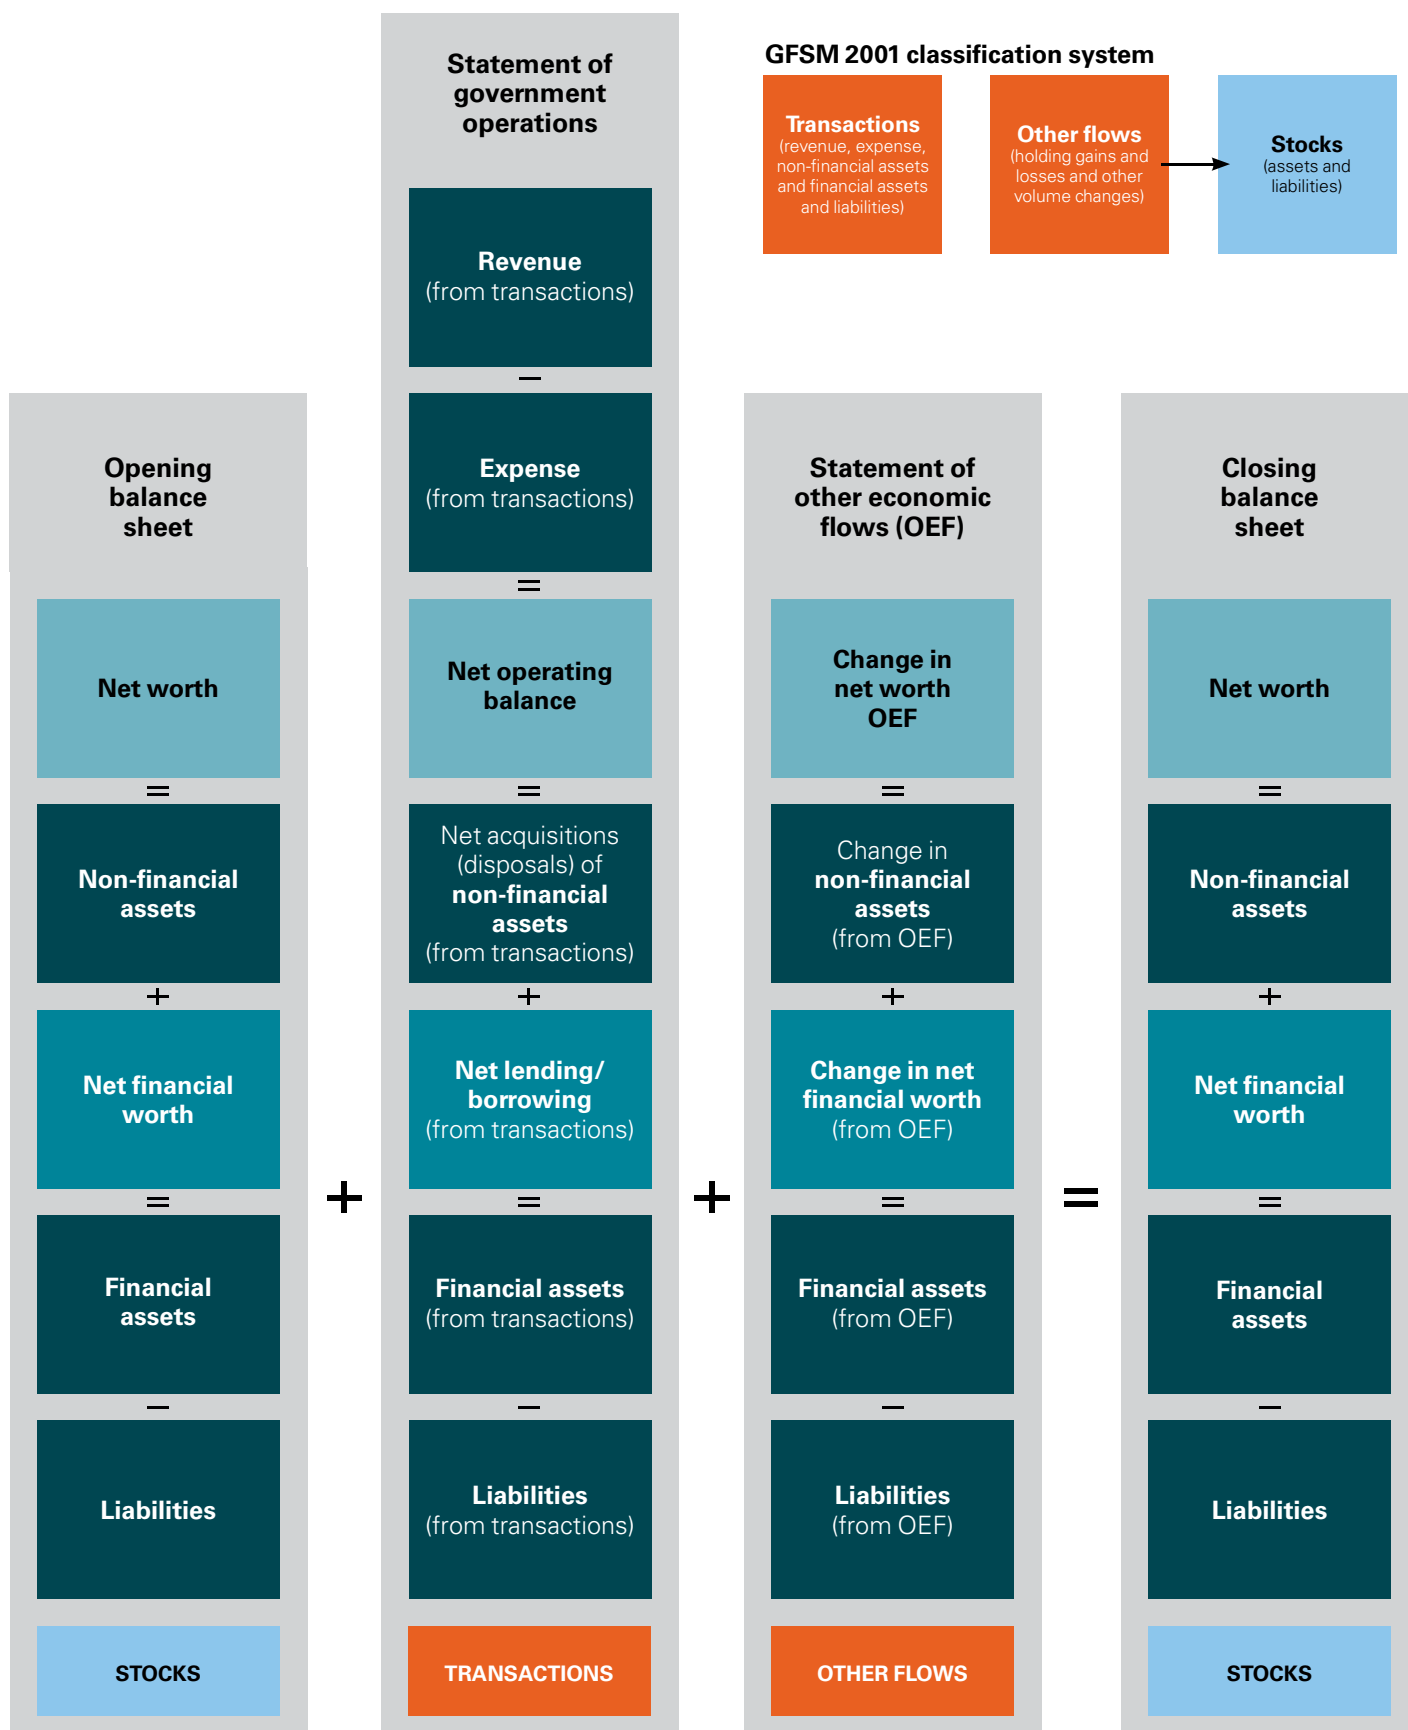 GFSM 2001 classification system
Transactions
(revenue, expense,
non-financial assets
and financial assets
and liabilities)
Other flows
(holding gains and
losses and other
volume changes)
Stocks
(assets and
liabilities)
Opening
balance
sheet
Net worth
=
Non-financial
assets
+
Net financial
worth
=
Financial
assets
–
Liabilities
STOCKS
+
Statement of
government
operations
Revenue
(from transactions)
–
Expense
(from transactions)
=
Net operating
balance
=
Net acquisitions
(disposals) of
non-financial
assets
(from transactions)
+
Net lending/
borrowing
(from transactions)
=
Financial assets
(from transactions)
–
Liabilities
(from transactions)
TRANSACTIONS
+
Statement of
other economic
flows (OEF)
Change in
net worth
OEF
=
Change in
non-financial
assets
(from OEF)
+
Change in net
financial worth
(from OEF)
=
Financial assets
(from OEF)
–
Liabilities
(from OEF)
OTHER FLOWS
=
Closing
balance
sheet
Net worth
=
Non-financial
assets
+
Net financial
worth
=
Financial
assets
–
Liabilities
STOCKS